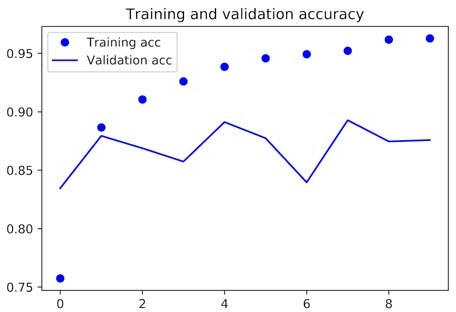 Training and validation accuracy
Training acc
Validation acc
0.95
0.90
0.85
0.80
0.75
0 2 4 6 8